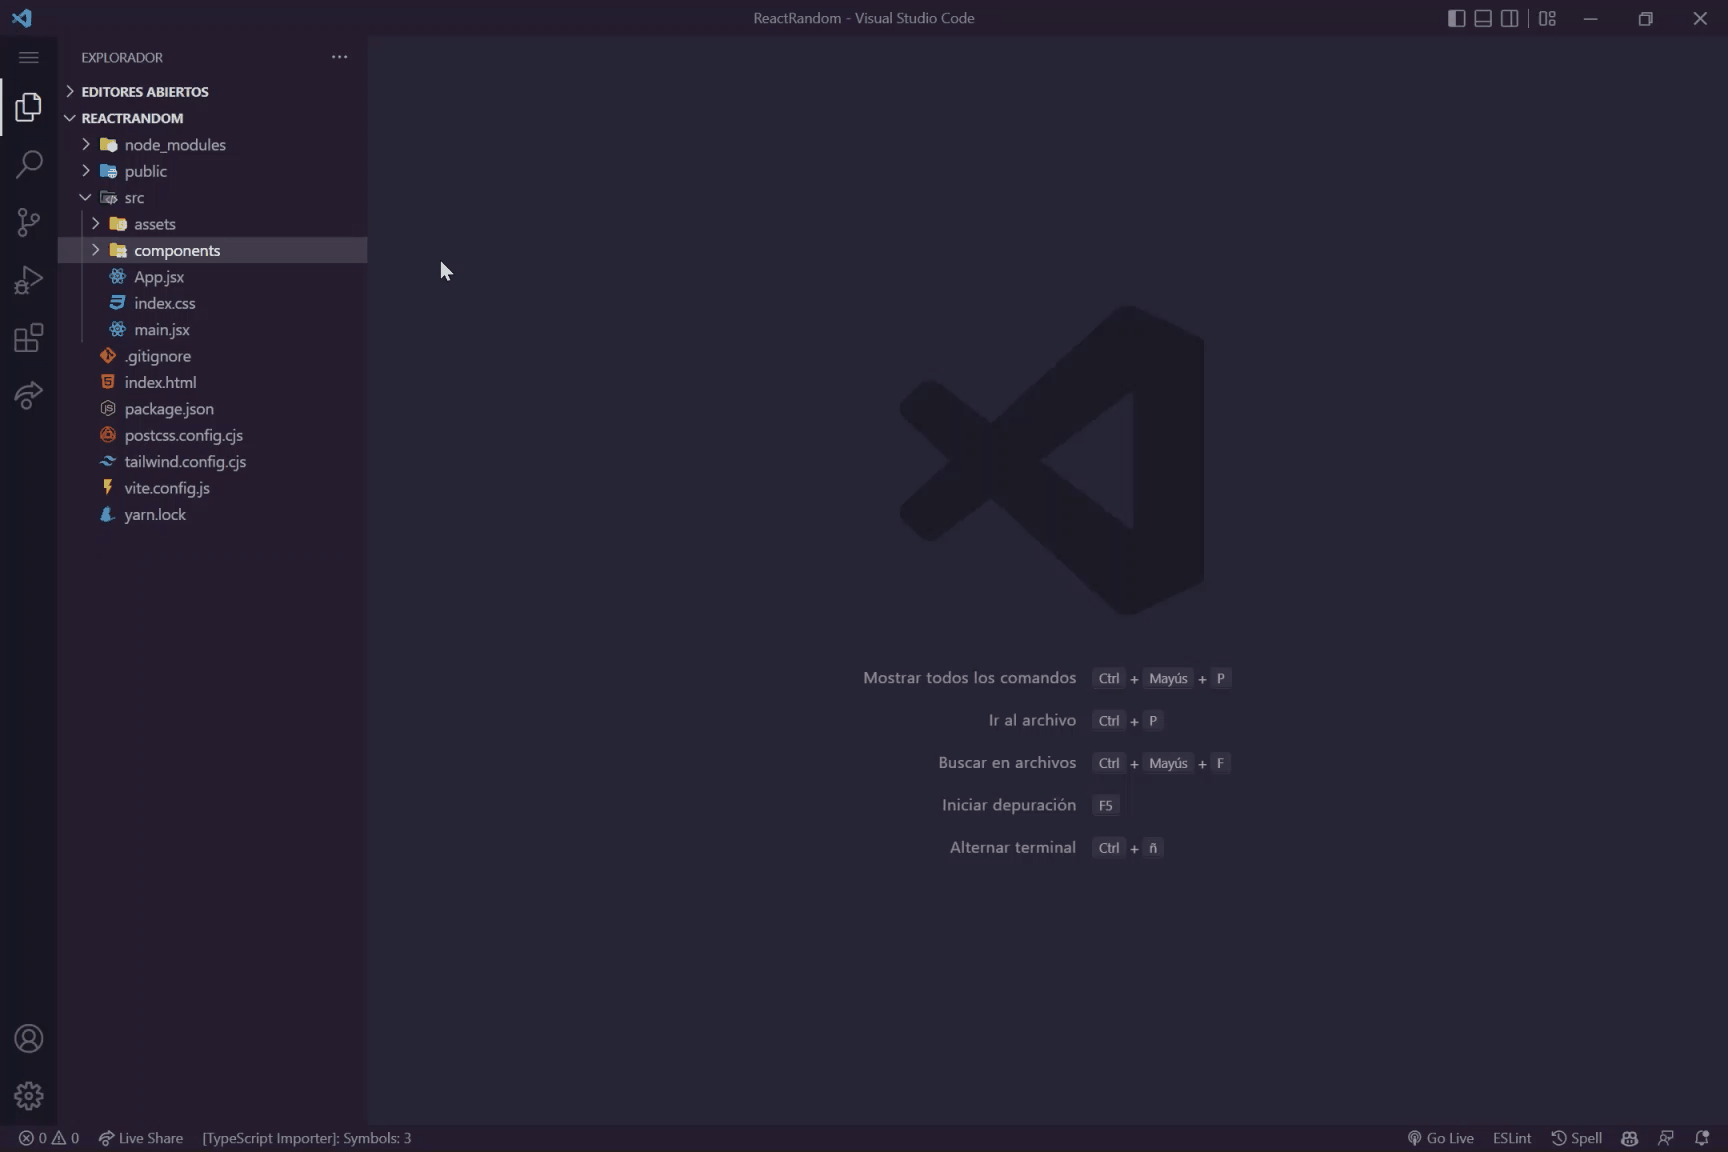 ReactRandom - Visual Studio Code
EXPLORADOR
EDITORES ABIERTOS
REACTRANDOM
node_modules
public
src
assets
components
App.jsx
index.css
main.jsx
.gitignore
index.html
package.json
postcss.config.cjs
tailwind.config.cjs
vite.config.js
yarn.lock
Mostrar todos los comandos Ctrl + Mayús + P
Ir al archivo Ctrl + P
Buscar en archivos Ctrl + Mayús + F
Iniciar depuración F5
Alternar terminal Ctrl + ñ
0 0 Live Share [TypeScript Importer]: Symbols: 3 Go Live ESLint Spell